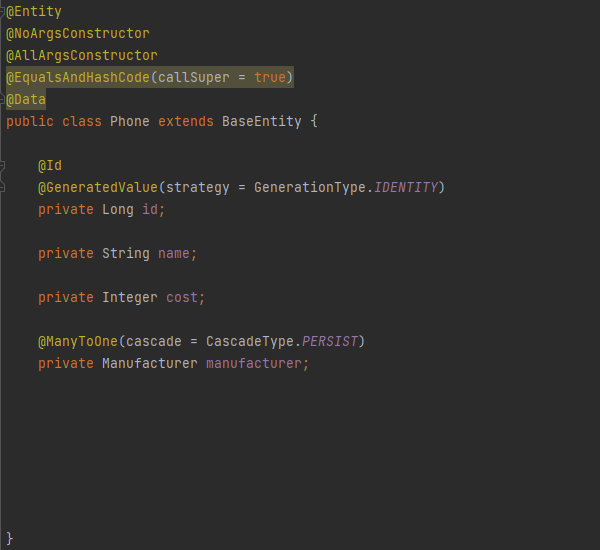 @Entity
@NoArgsConstructor
@AllArgsConstructor
@EqualsAndHashCode(callSuper = true)
@Data
public class Phone extends BaseEntity {
@Id
@GeneratedValue(strategy = GenerationType.IDENTITY)
private Long id;
private String name;
private Integer cost;
@ManyToOne(cascade = CascadeType.PERSIST)
private Manufacturer manufacturer;
}